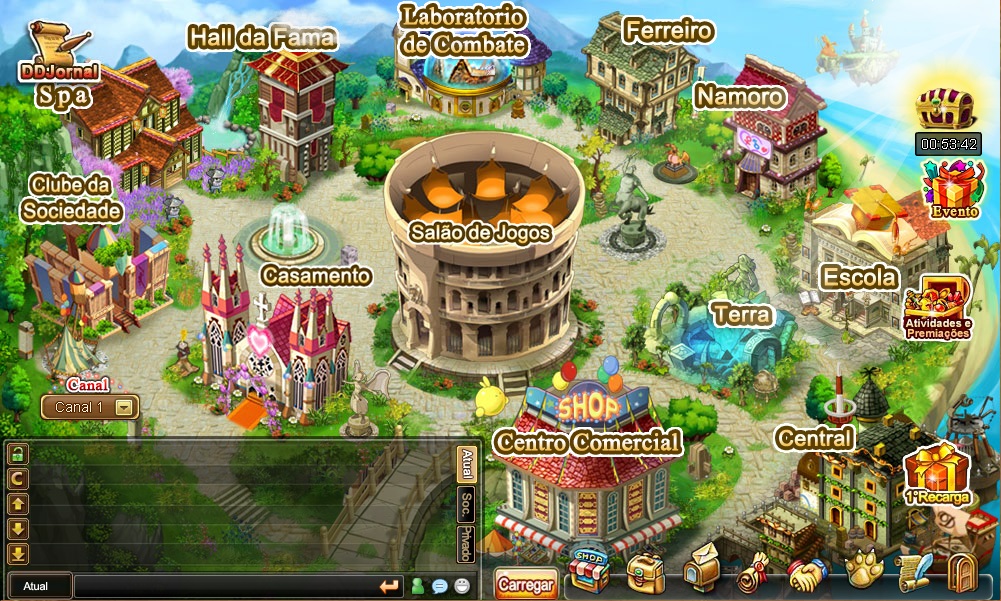 Laboratorio
de Combate
Hall da Fama
Ferreiro
DDJornal
Spa
Namoro
00:53:42
Clube da
Sociedade
Evento
Salão de Jogos
Casamento
Escola
Terra
Atividades e
Premiações
Canal
Canal 1
SHOP
Centro Comercial
Central
Atual
Soc.
Privado
1ªRecarga
SHOP
Atual
Carregar